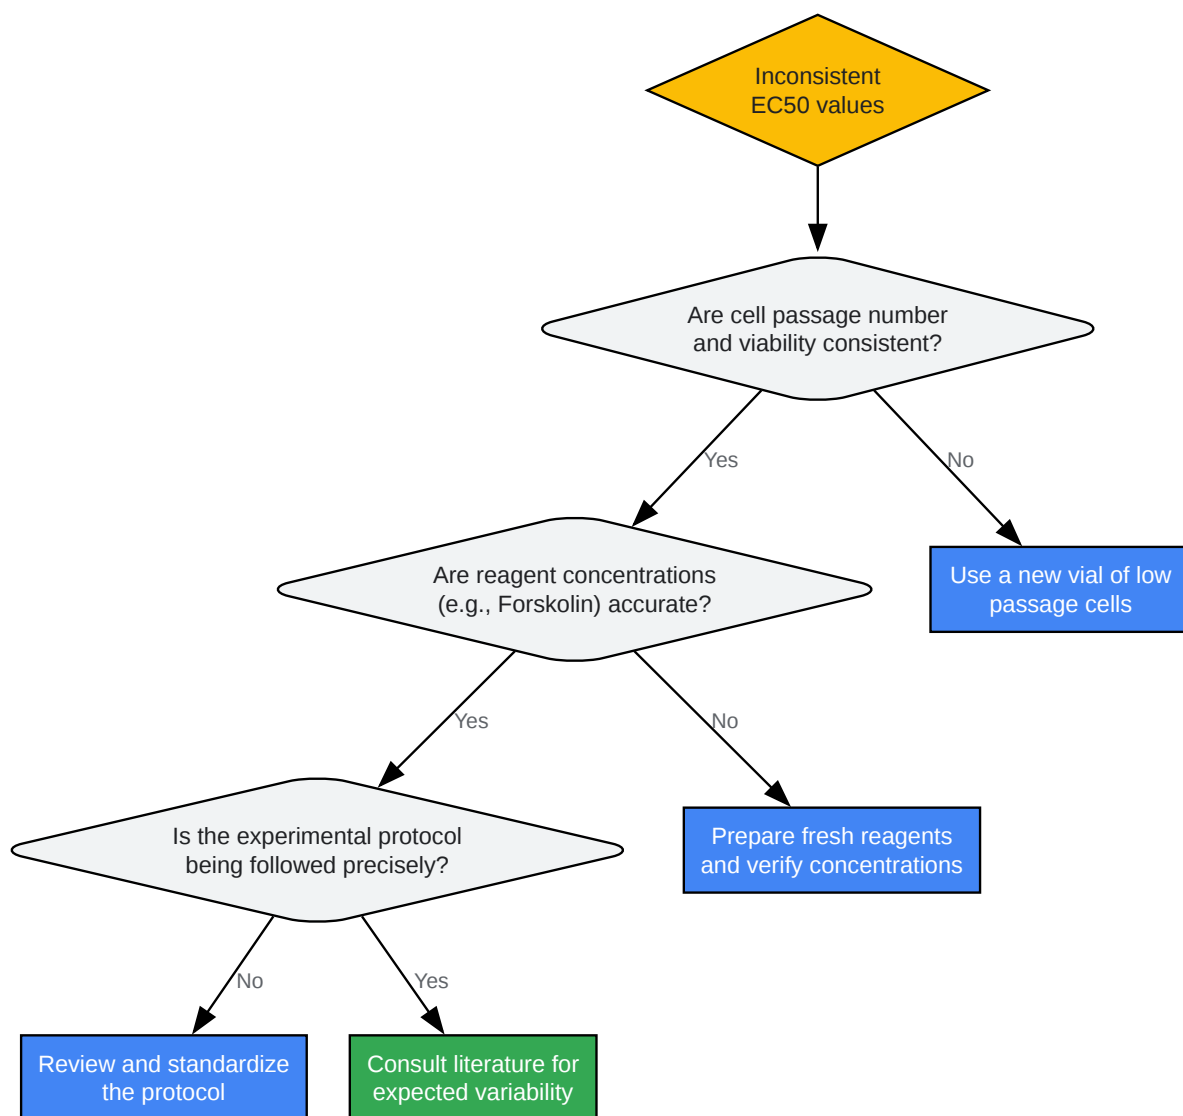 Inconsistent
EC50 values
Are cell passage number
and viability consistent?
Yes
No
Are reagent concentrations
(e.g., Forskolin) accurate?
Use a new vial of low
passage cells
Yes
No
Is the experimental protocol
being followed precisely?
Prepare fresh reagents
and verify concentrations
No
Yes
Review and standardize
the protocol
Consult literature for
expected variability